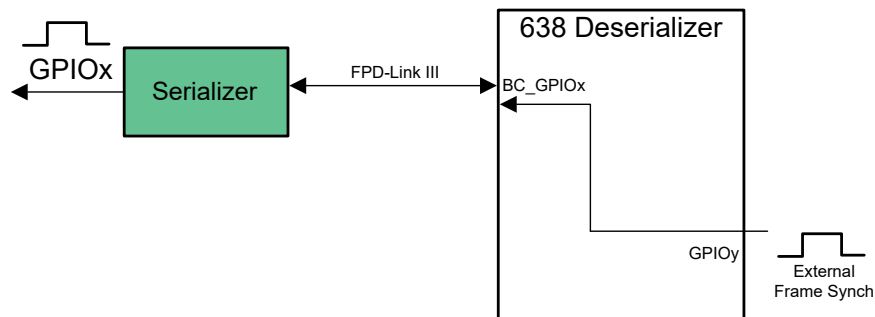 638 Deserializer
GPIOx
Serializer
FPD-Link III
BC_GPIOx
GPIOy
External
Frame Synch